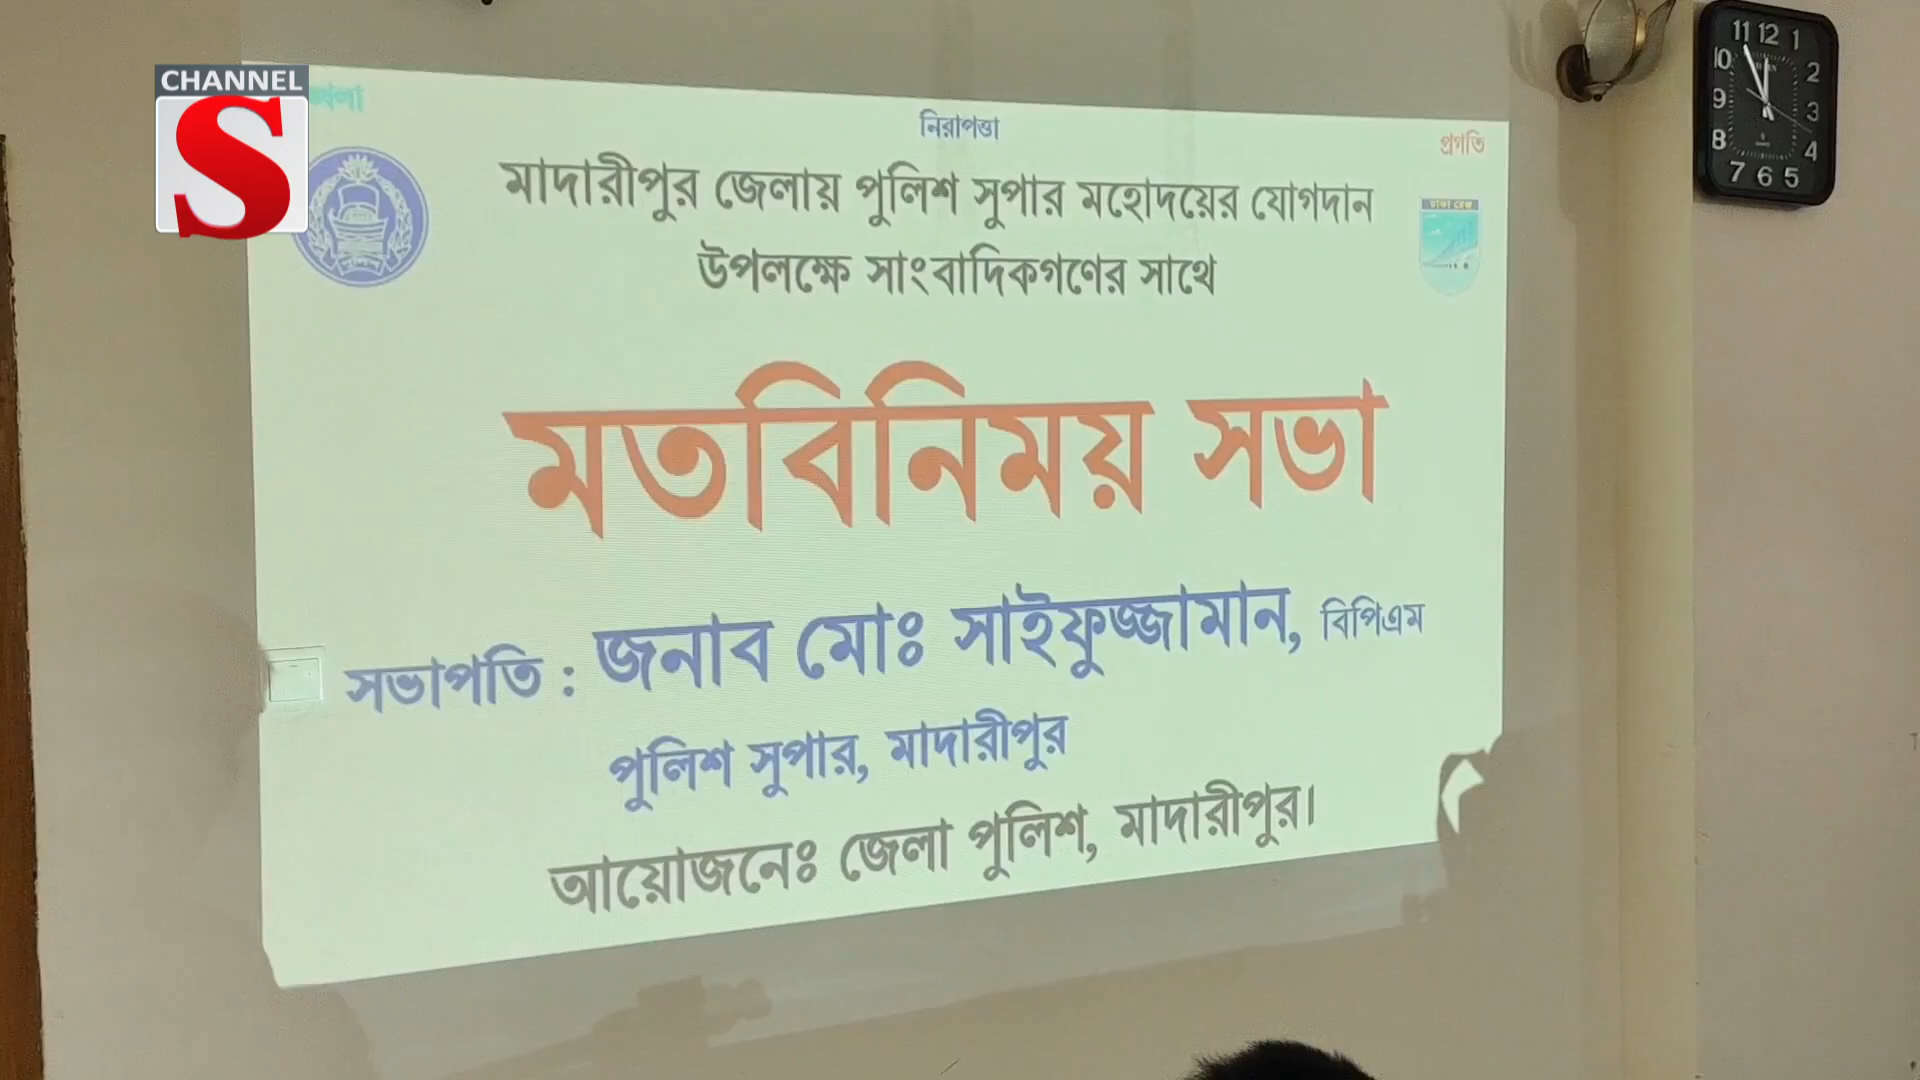 CHANNEL
S
নিরাপত্তা
প্রগতি
মাদারীপুর জেলায় পুলিশ সুপার মহোদয়ের যোগদান
উপলক্ষে সাংবাদিকগণের সাথে
মতবিনিময় সভা
সভাপতি : জনাব মোঃ সাইফুজ্জামান, বিপিএম
পুলিশ সুপার, মাদারীপুর
আয়োজনেঃ জেলা পুলিশ, মাদারীপুর।
পুলিশ
ঢাকা রেঞ্জ
11 12 1
10 2
9 3
8 4
7 6 5